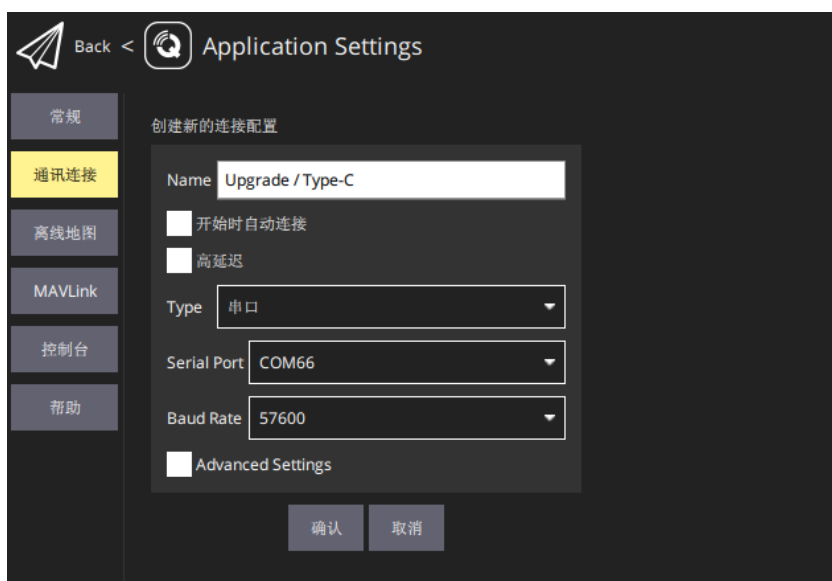 Back < Application Settings
常规
通讯连接
离线地图
MAVLink
控制台
帮助
创建新的连接配置
Name Upgrade / Type-C
开始时自动连接
高延迟
Type 串口
Serial Port COM66
Baud Rate 57600
Advanced Settings
确认 取消